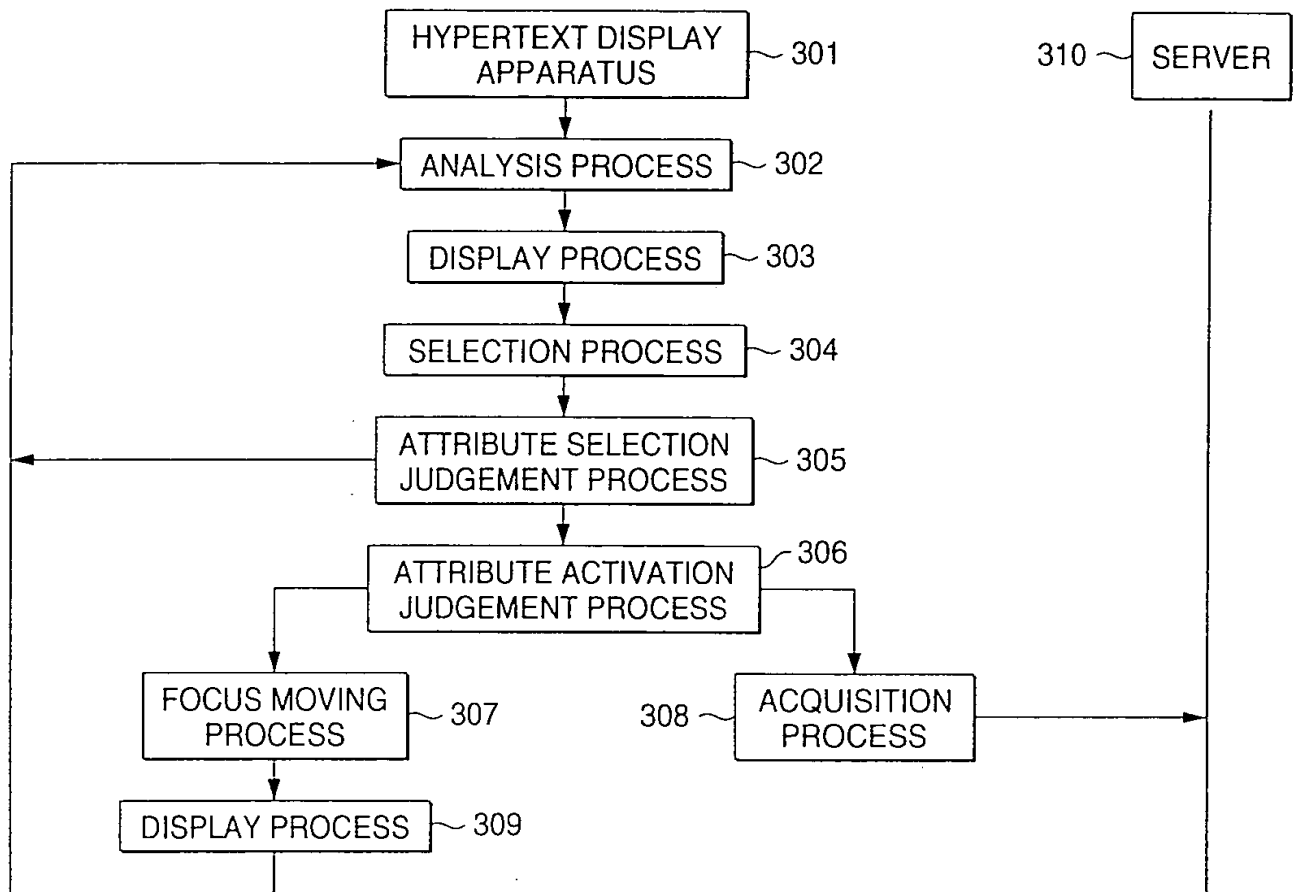 HYPERTEXT DISPLAY
APPARATUS
301
310
SERVER
ANALYSIS PROCESS
302
DISPLAY PROCESS
303
SELECTION PROCESS
304
ATTRIBUTE SELECTION
JUDGEMENT PROCESS
305
ATTRIBUTE ACTIVATION
JUDGEMENT PROCESS
306
FOCUS MOVING
PROCESS
307
308
ACQUISITION
PROCESS
DISPLAY PROCESS
309